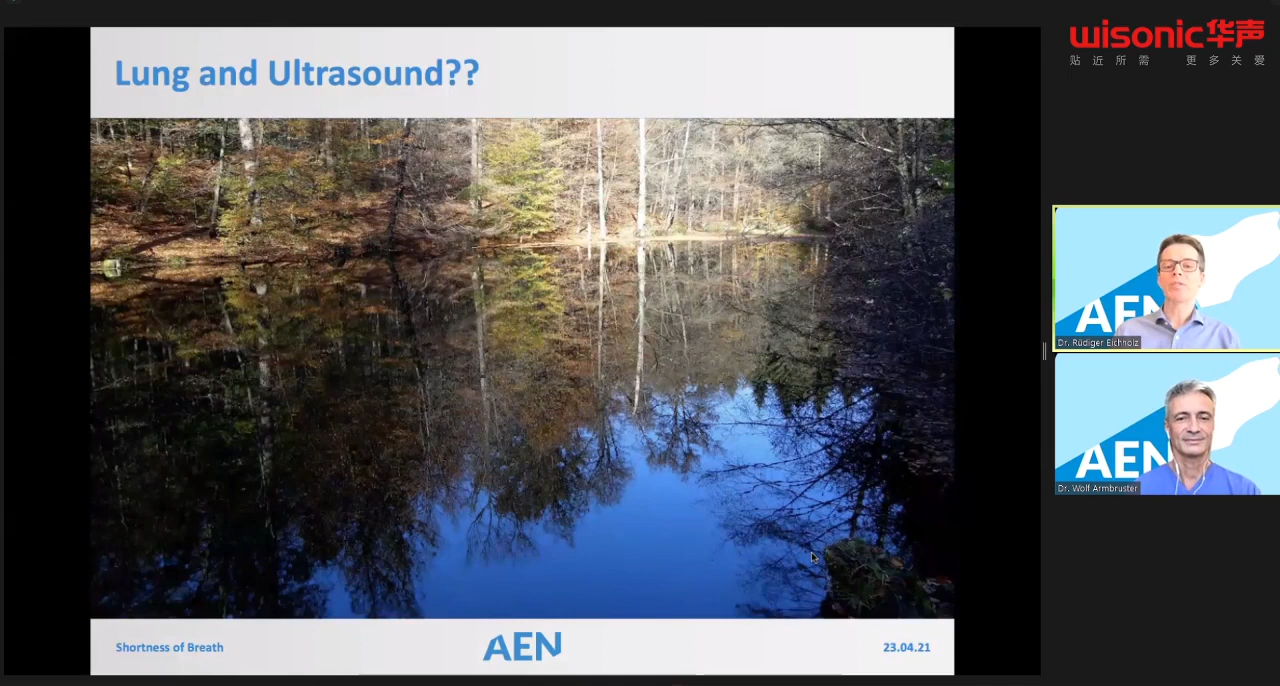 Lung and Ultrasound??
wisonic华声
贴近所需 更多关爱
AEN
Dr. Rüdiger Eichholz
AEN
Dr. Wolf Armbruster
Shortness of Breath
AEN
23.04.21